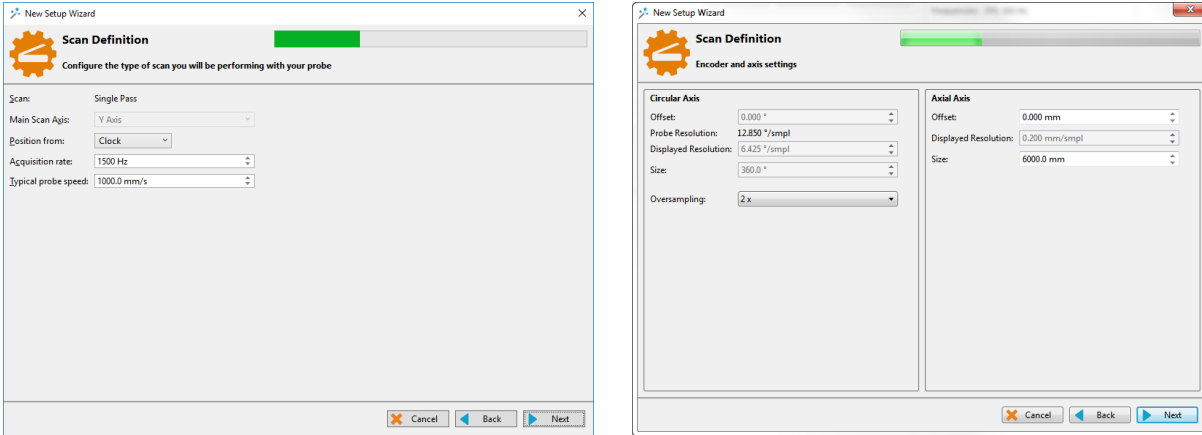 New Setup Wizard
Scan Definition
Configure the type of scan you will be performing with your probe
Scan: Single Pass
Main Scan Axis: Y Axis
Position from: Clock
Acquisition rate: 1500 Hz
Typical probe speed: 1000.0 mm/s
Cancel Back Next
New Setup Wizard
Scan Definition
Encoder and axis settings
Circular Axis
Offset: 0.000 °
Probe Resolution: 12.850 °/smpl
Displayed Resolution: 6.425 °/smpl
Size: 360.0 °
Oversampling: 2 x
Axial Axis
Offset: 0.000 mm
Displayed Resolution: 0.200 mm/smpl
Size: 6000.0 mm
Cancel Back Next